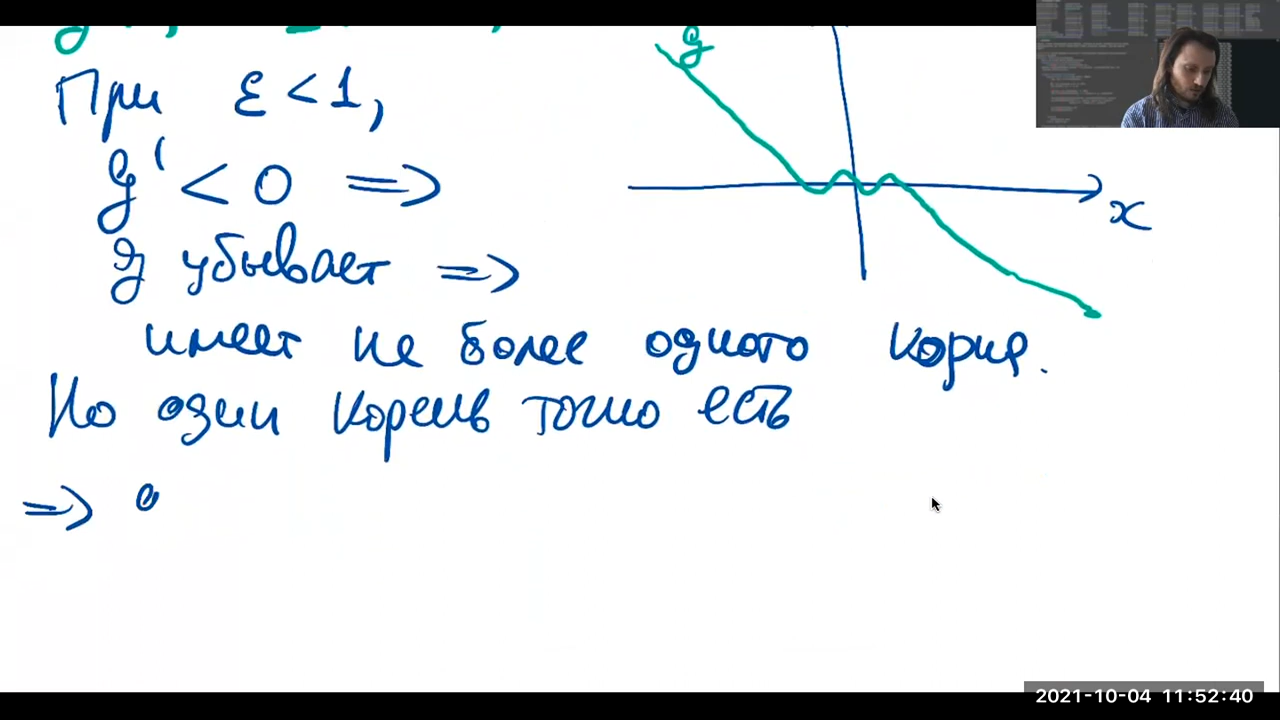 При ε < 1,
g
g' < 0 =>
x
g убывает =>
имеет не более одного корня.
Но один корень точно есть
=> о
2021-10-04 11:52:40